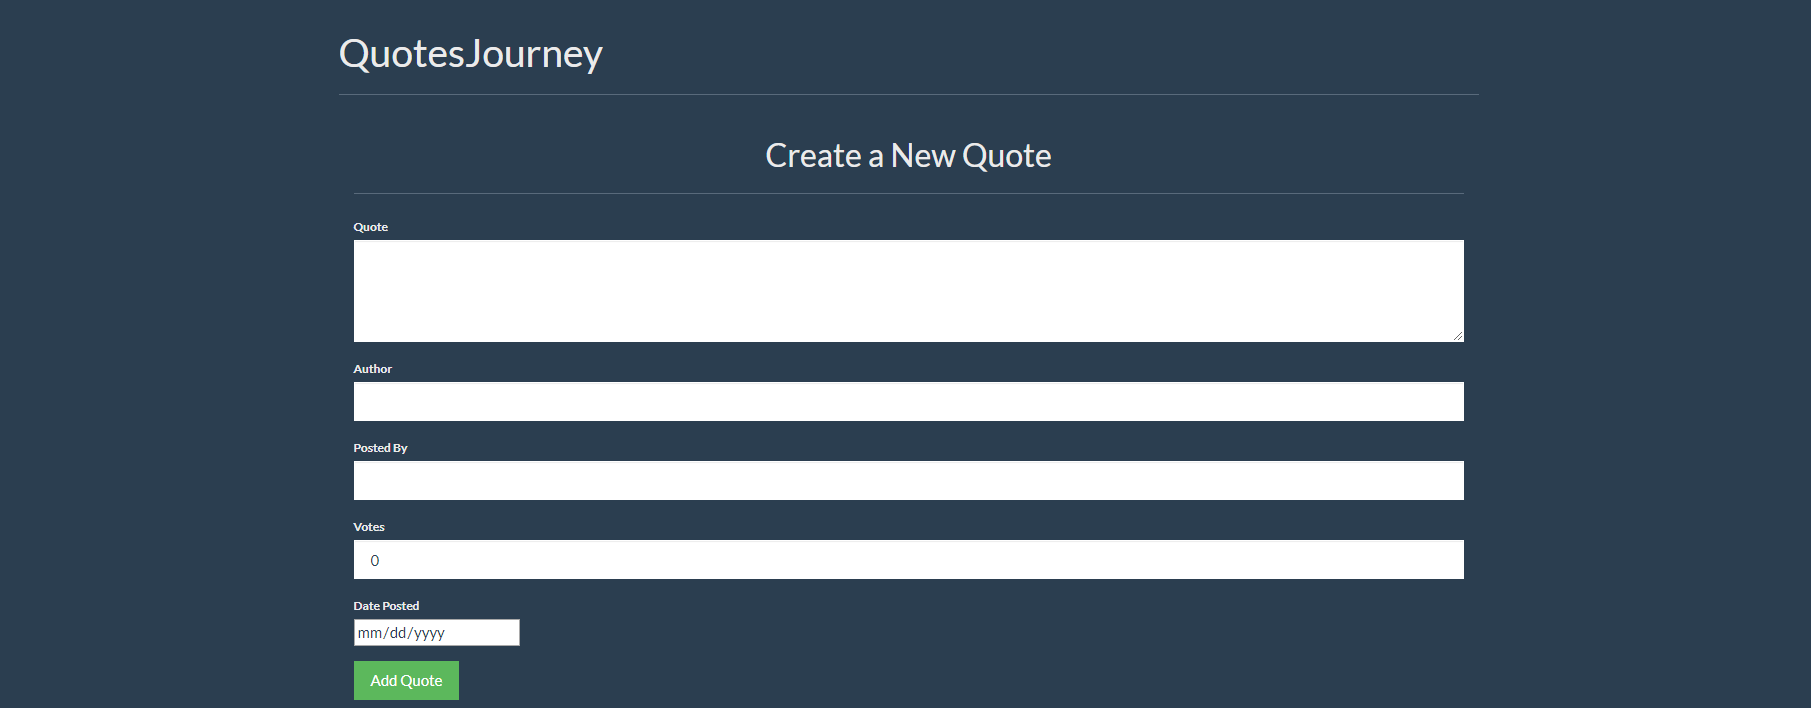 QuotesJourney
Create a New Quote
Quote
Author
Posted By
Votes
0
Date Posted
mm/dd/yyyy
Add Quote